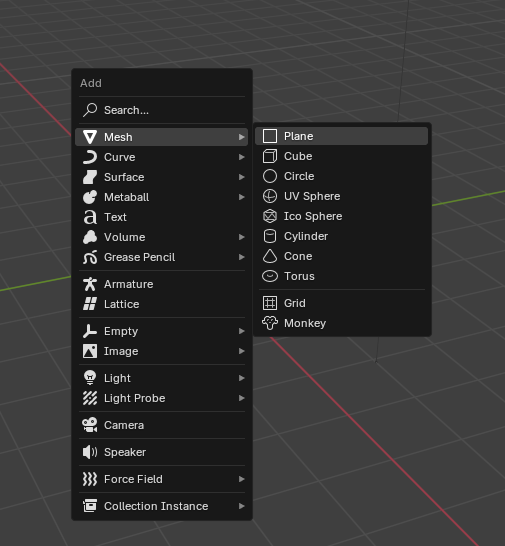 Add
Search...
Mesh
Curve
Surface
Metaball
Text
Volume
Grease Pencil
Armature
Lattice
Empty
Image
Light
Light Probe
Camera
Speaker
Force Field
Collection Instance
Plane
Cube
Circle
UV Sphere
Ico Sphere
Cylinder
Cone
Torus
Grid
Monkey